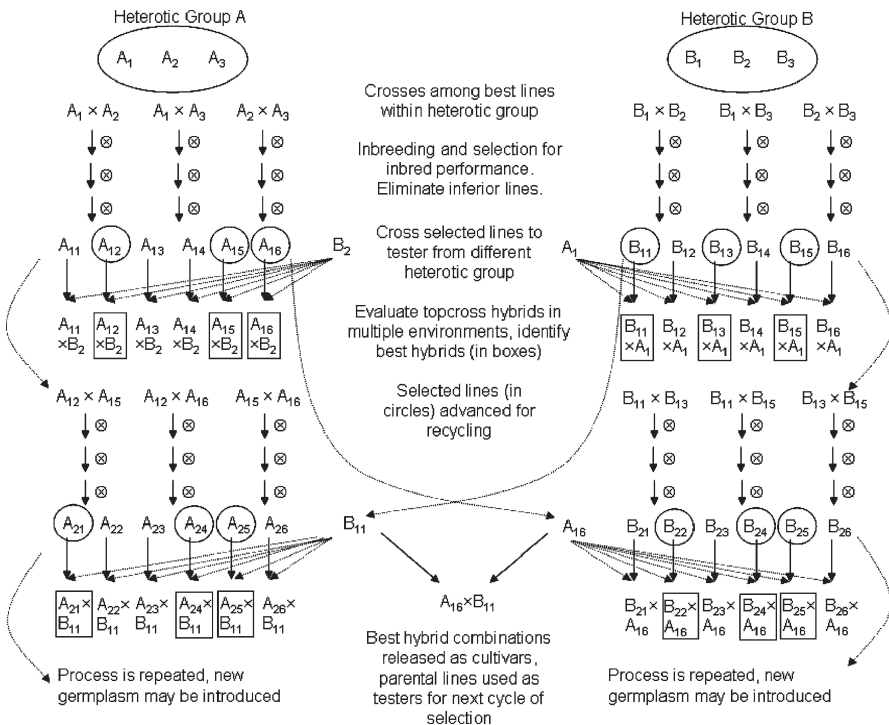 Heterotic Group A
Heterotic Group B
A₁ A₂ A₃
B₁ B₂ B₃
A₁ × A₂ A₁ × A₃ A₂ × A₃
Crosses among best lines
within heterotic group
B₁ × B₂ B₁ × B₃ B₂ × B₃
Inbreeding and selection for
inbred performance.
Eliminate inferior lines.
A₁₁ A₁₂ A₁₃ A₁₄ A₁₅ A₁₆ B₂
Cross selected lines to
tester from different
heterotic group
A₁ B₁₁ B₁₂ B₁₃ B₁₄ B₁₅ B₁₆
Evaluate topcross hybrids in
multiple environments, identify
best hybrids (in boxes)
A₁₁ A₁₂ A₁₃ A₁₄ A₁₅ A₁₆
×B₂ ×B₂ ×B₂ ×B₂ ×B₂ ×B₂
B₁₁ B₁₂ B₁₃ B₁₄ B₁₅ B₁₆
×A₁ ×A₁ ×A₁ ×A₁ ×A₁ ×A₁
Selected lines (in
circles) advanced for
recycling
A₁₂ × A₁₅ A₁₂ × A₁₆ A₁₅ × A₁₆
B₁₁ × B₁₃ B₁₁ × B₁₅ B₁₃ × B₁₅
A₂₁ A₂₂ A₂₃ A₂₄ A₂₅ A₂₆ B₁₁
A₁₆ B₂₁ B₂₂ B₂₃ B₂₄ B₂₅ B₂₆
A₂₁× A₂₂× A₂₃× A₂₄× A₂₅× A₂₆×
B₁₁ B₁₁ B₁₁ B₁₁ B₁₁ B₁₁
A₁₆×B₁₁
B₂₁× B₂₂× B₂₃× B₂₄× B₂₅× B₂₆×
A₁₆ A₁₆ A₁₆ A₁₆ A₁₆ A₁₆
Best hybrid combinations
released as cultivars,
parental lines used as
testers for next cycle of
selection
Process is repeated, new
germplasm may be introduced
Process is repeated, new
germplasm may be introduced